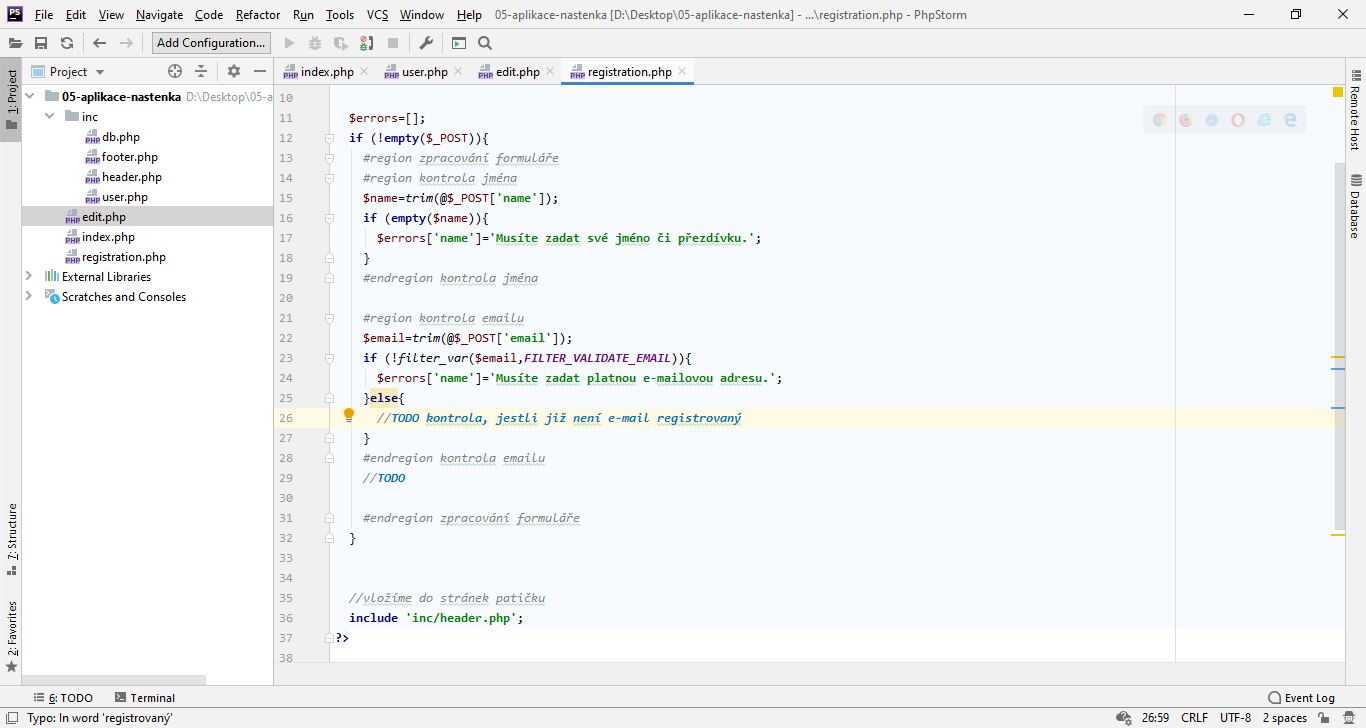 PS File Edit View Navigate Code Refactor Run Tools VCS Window Help 05-aplikace-nastenka [D:\Desktop\05-aplikace-nastenka] - ...\registration.php - PhpStorm
Add Configuration...
Project
index.php user.php edit.php registration.php
1: Project
05-aplikace-nastenka D:\Desktop\05-a
inc
db.php
footer.php
header.php
user.php
edit.php
index.php
registration.php
External Libraries
Scratches and Consoles
7: Structure
2: Favorites
10
11 $errors=[];
12 if (!empty($_POST)){
13 #region zpracování formuláře
14 #region kontrola jména
15 $name=trim(@$_POST['name']);
16 if (empty($name)){
17 $errors['name']='Musíte zadat své jméno či přezdívku.';
18 }
19 #endregion kontrola jména
20
21 #region kontrola emailu
22 $email=trim(@$_POST['email']);
23 if (!filter_var($email,FILTER_VALIDATE_EMAIL)){
24 $errors['name']='Musíte zadat platnou e-mailovou adresu.';
25 }else{
26 //TODO kontrola, jestli již není e-mail registrovaný
27 }
28 #endregion kontrola emailu
29 //TODO
30
31 #endregion zpracování formuláře
32 }
33
34
35 //vložíme do stránek patičku
36 include 'inc/header.php';
37 ?>
38
Remote Host
Database
6: TODO Terminal Event Log
Typo: In word 'registrovaný' 26:59 CRLF UTF-8 2 spaces